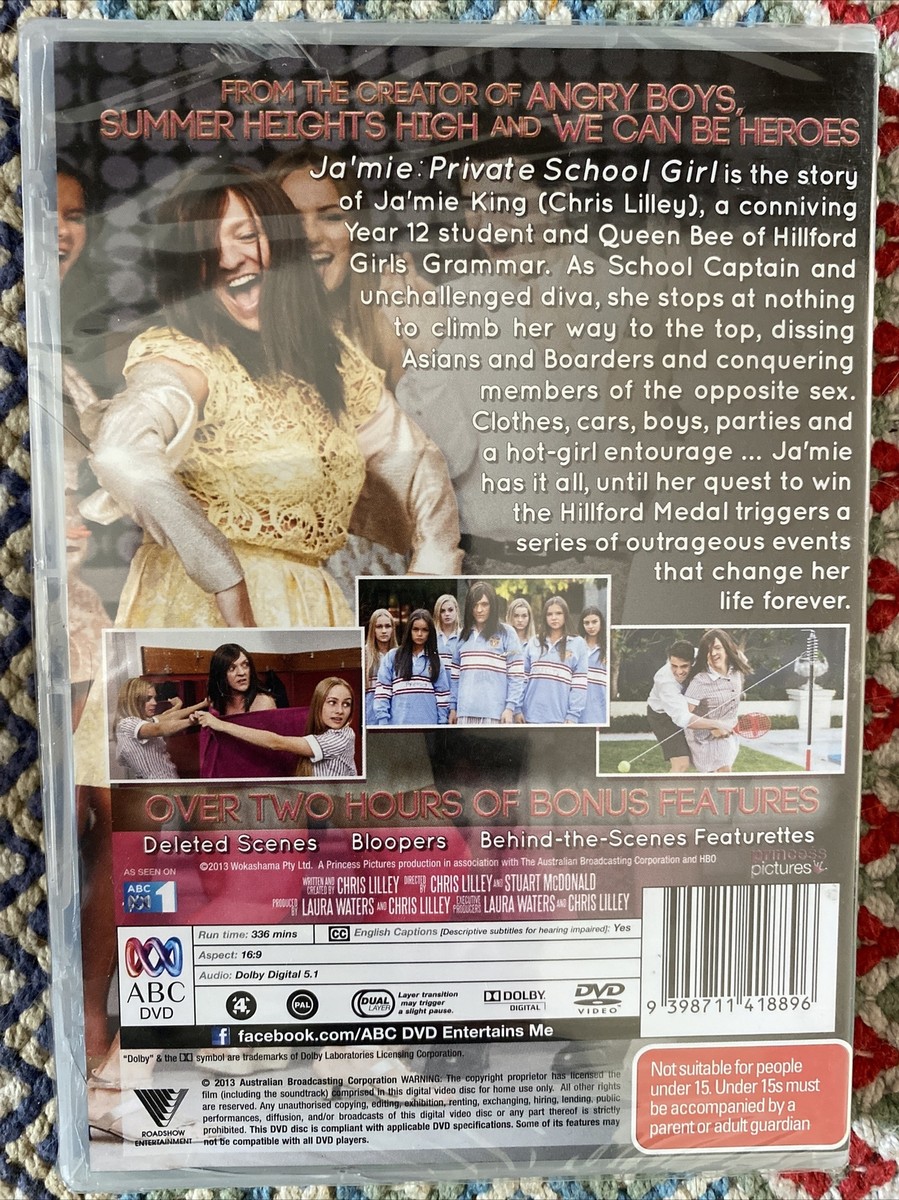 FROM THE CREATOR OF ANGRY BOYS,
SUMMER HEIGHTS HIGH AND WE CAN BE HEROES
Ja'mie: Private School Girl is the story
of Ja'mie King (Chris Lilley), a conniving
Year 12 student and Queen Bee of Hillford
Girls Grammar. As School Captain and
unchallenged diva, she stops at nothing
to climb her way to the top, dissing
Asians and Boarders and conquering
members of the opposite sex.
Clothes, cars, boys, parties and
a hot-girl entourage ... Ja'mie
has it all, until her quest to win
the Hillford Medal triggers a
series of outrageous events
that change her
life forever.
OVER TWO HOURS OF BONUS FEATURES
Deleted Scenes Bloopers Behind-the-Scenes Featurettes
©2013 Wokashama Pty Ltd. A Princess Pictures production in association with The Australian Broadcasting Corporation and HBO
princess
pictures
AS SEEN ON
ABC 1
WRITTEN AND CREATED BY CHRIS LILLEY DIRECTED BY CHRIS LILLEY AND STUART McDONALD
PRODUCED BY LAURA WATERS AND CHRIS LILLEY EXECUTIVE PRODUCERS LAURA WATERS AND CHRIS LILLEY
ABC
DVD
Run time: 336 mins CC English Captions [Descriptive subtitles for hearing impaired]: Yes
Aspect: 16:9
Audio: Dolby Digital 5.1
4 PAL DUAL LAYER Layer transition may trigger a slight pause. DOLBY DIGITAL DVD VIDEO
9 398711 418896
f facebook.com/ABC DVD Entertains Me
"Dolby" & the DD symbol are trademarks of Dolby Laboratories Licensing Corporation.
ROADSHOW
ENTERTAINMENT
© 2013 Australian Broadcasting Corporation WARNING: The copyright proprietor has licensed the
film (including the soundtrack) comprised in this digital video disc for home use only. All other rights
are reserved. Any unauthorised copying, editing, exhibition, renting, exchanging, hiring, lending, public
performances, diffusion, and/or broadcasts of this digital video disc or any part thereof is strictly
prohibited. This DVD disc is compliant with applicable DVD specifications. Some of its features may
not be compatible with all DVD players.
Not suitable for people
under 15. Under 15s must
be accompanied by a
parent or adult guardian